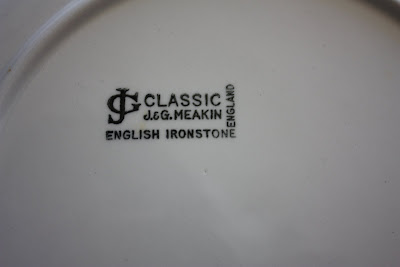 JG CLASSIC
J.&G. MEAKIN
ENGLAND
ENGLISH IRONSTONE